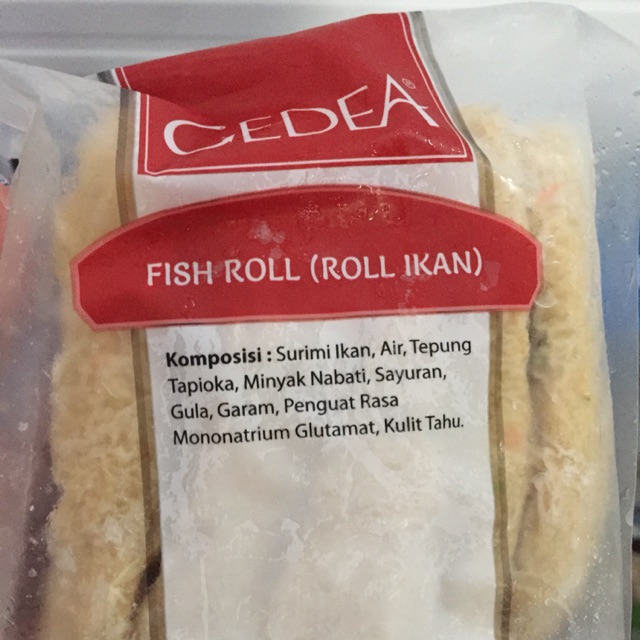 CEDEA®
FISH ROLL (ROLL IKAN)
Komposisi : Surimi Ikan, Air, Tepung
Tapioka, Minyak Nabati, Sayuran,
Gula, Garam, Penguat Rasa
Mononatrium Glutamat, Kulit Tahu.